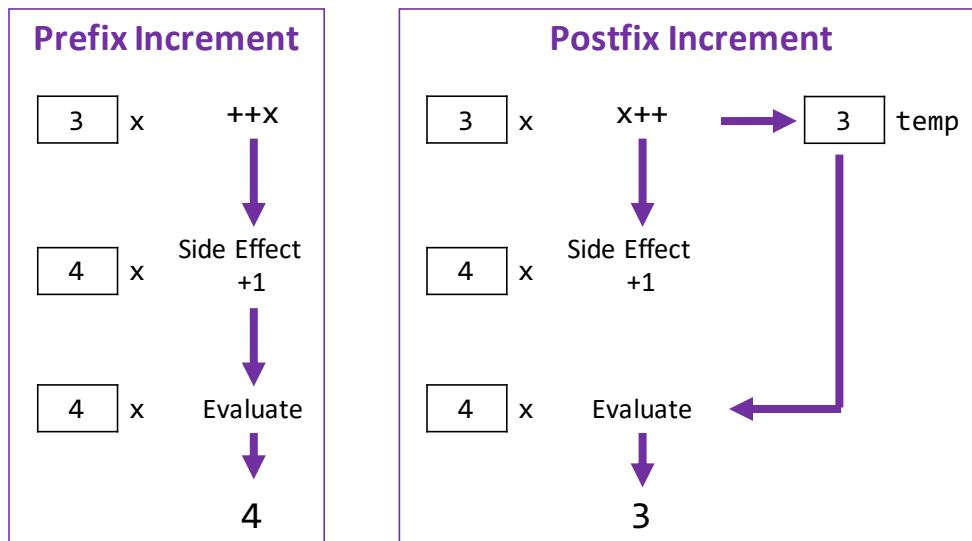 Prefix Increment
3 x ++x
4 x Side Effect
+1
4 x Evaluate
4
Postfix Increment
3 x x++ 3 temp
4 x Side Effect
+1
4 x Evaluate
3